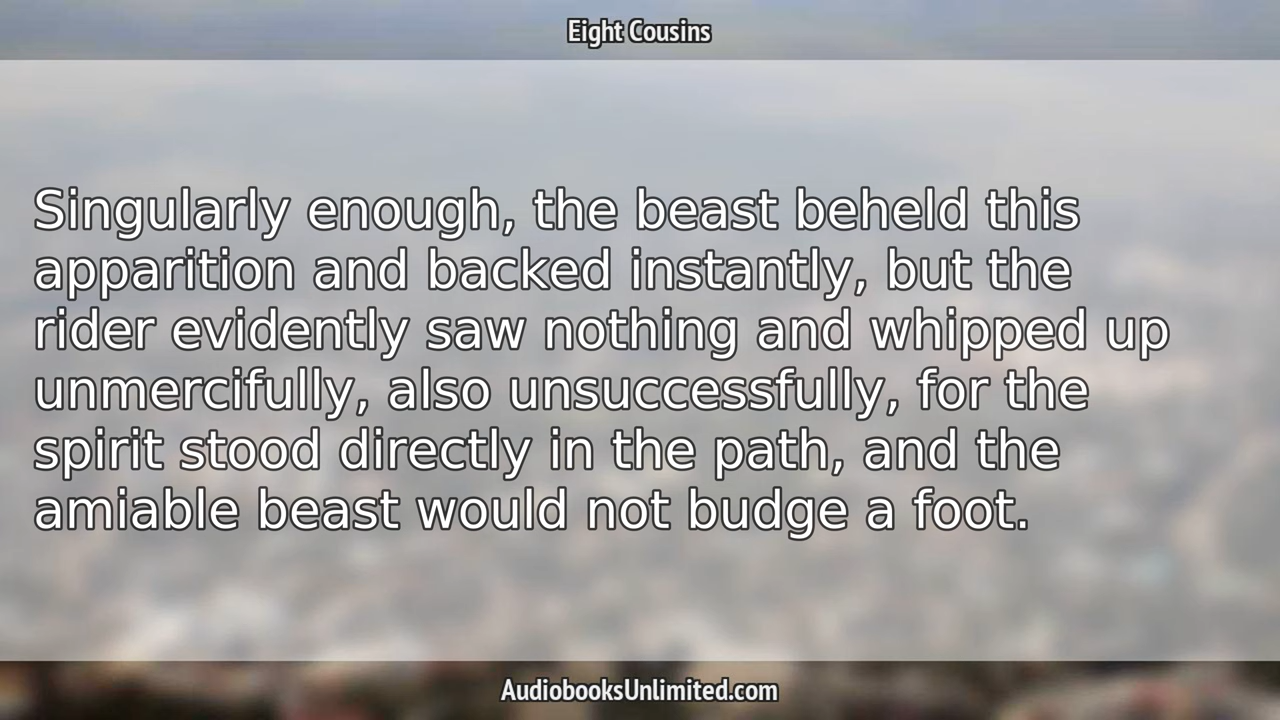 Eight Cousins
Singularly enough, the beast beheld this
apparition and backed instantly, but the
rider evidently saw nothing and whipped up
unmercifully, also unsuccessfully, for the
spirit stood directly in the path, and the
amiable beast would not budge a foot.
AudiobooksUnlimited.com